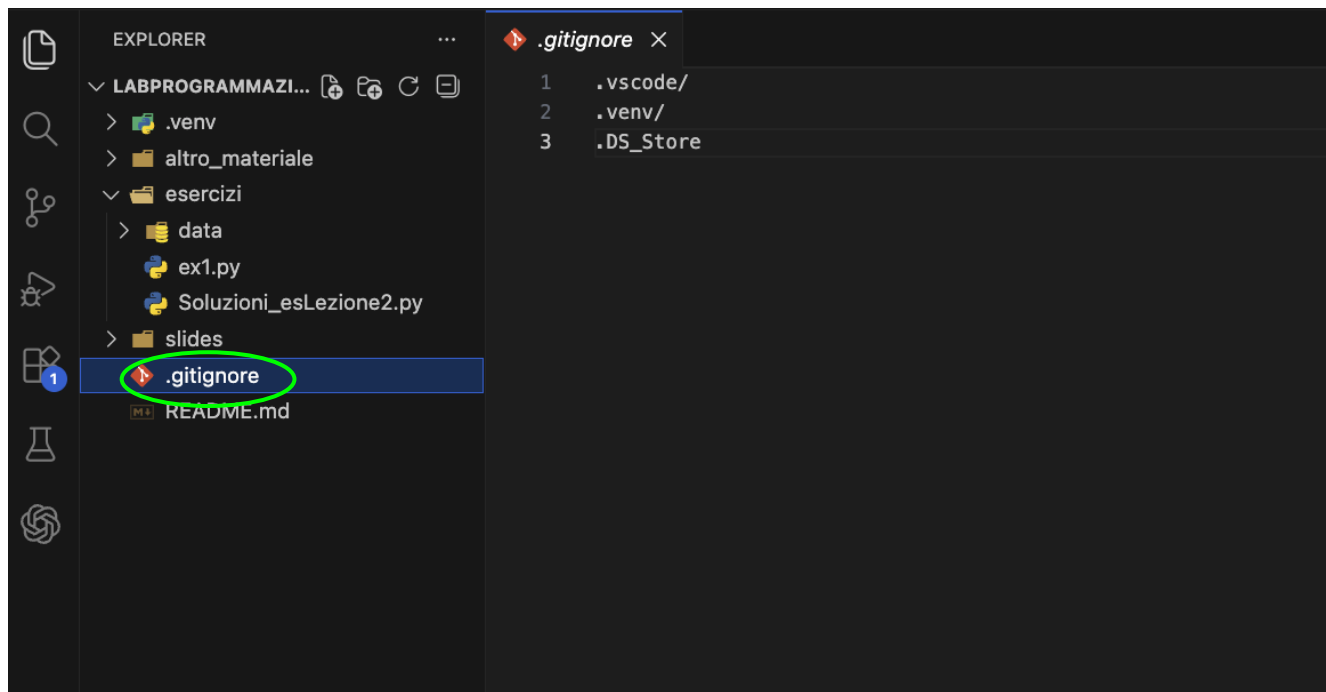 EXPLORER
LABPROGRAMMAZI...
.venv
altro_materiale
esercizi
data
ex1.py
Soluzioni_esLezione2.py
slides
.gitignore
README.md
1
.gitignore
1 .vscode/
2 .venv/
3 .DS_Store